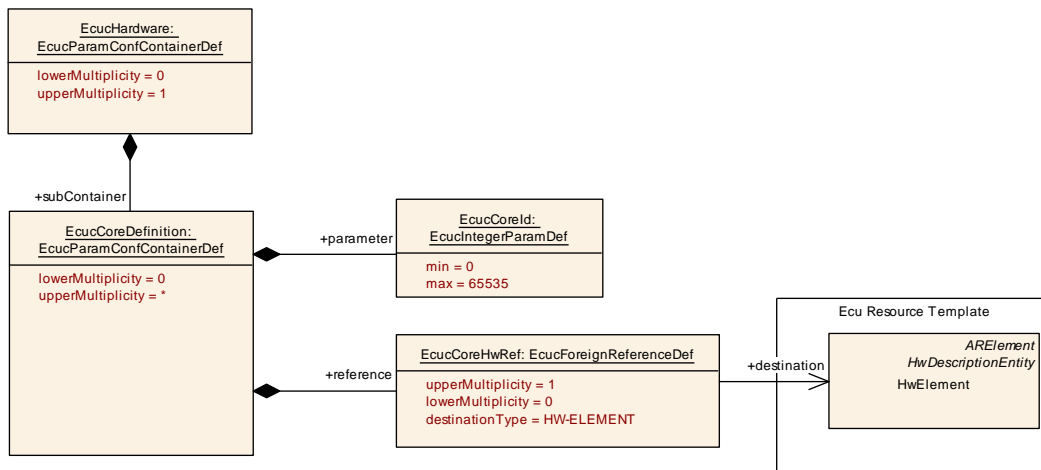 EcucHardware:
EcucParamConfContainerDef
lowerMultiplicity = 0
upperMultiplicity = 1
+subContainer
EcucCoreDefinition:
EcucParamConfContainerDef
lowerMultiplicity = 0
upperMultiplicity = *
+parameter
EcucCoreId:
EcucIntegerParamDef
min = 0
max = 65535
+reference
EcucCoreHwRef: EcucForeignReferenceDef
upperMultiplicity = 1
lowerMultiplicity = 0
destinationType = HW-ELEMENT
+destination
Ecu Resource Template
ARElement
HwDescriptionEntity
HwElement